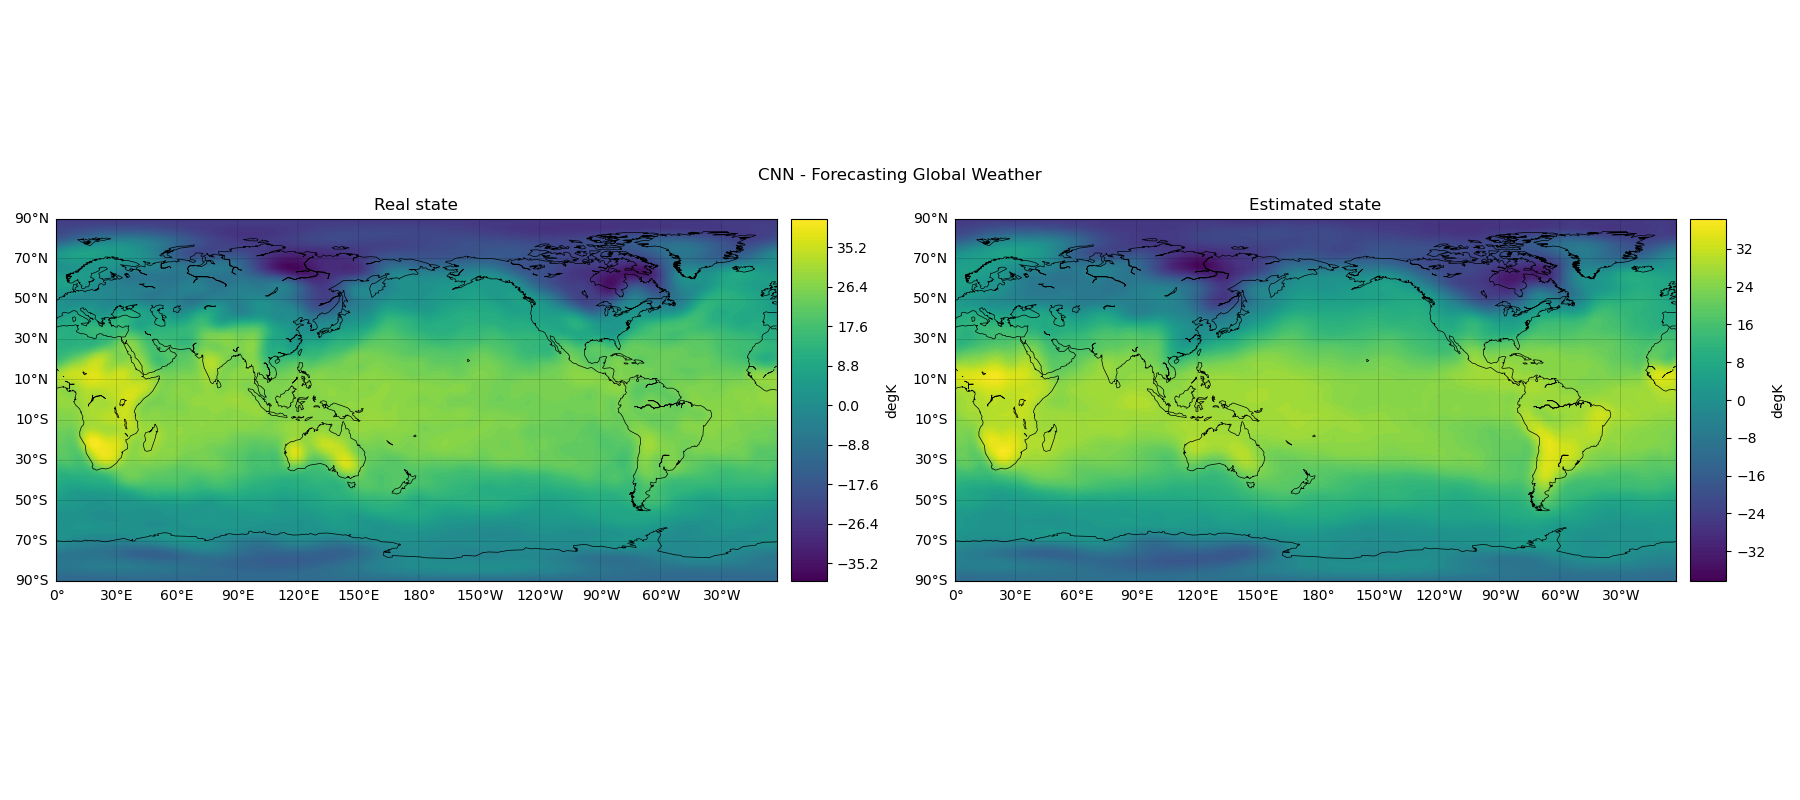 CNN - Forecasting Global Weather
Real state
90°N
70°N
50°N
30°N
10°N
10°S
30°S
50°S
70°S
90°S
0° 30°E 60°E 90°E 120°E 150°E 180° 150°W 120°W 90°W 60°W 30°W
35.2
26.4
17.6
8.8
0.0
−8.8
−17.6
−26.4
−35.2
degK
Estimated state
90°N
70°N
50°N
30°N
10°N
10°S
30°S
50°S
70°S
90°S
0° 30°E 60°E 90°E 120°E 150°E 180° 150°W 120°W 90°W 60°W 30°W
32
24
16
8
0
−8
−16
−24
−32
degK